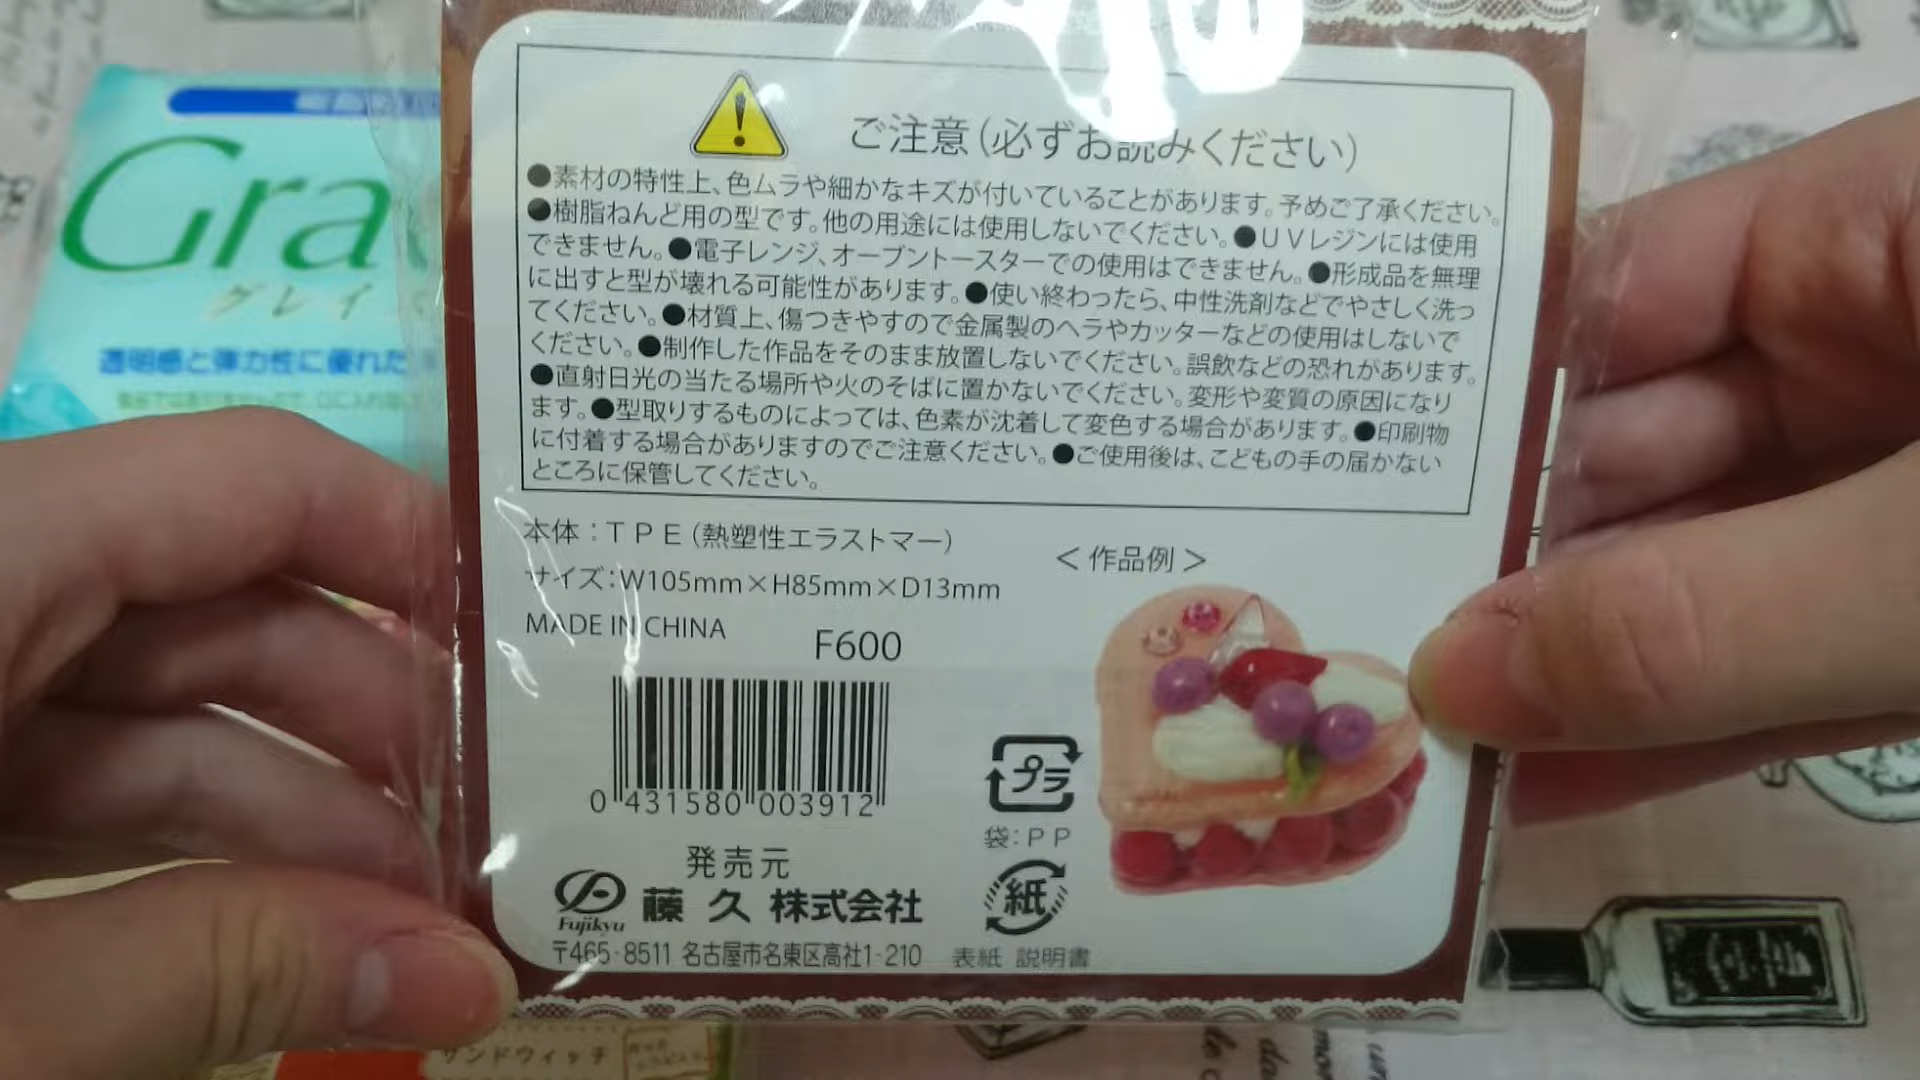 ご注意(必ずお読みください)
●素材の特性上、色ムラや細かなキズが付いていることがあります。予めご了承ください。
●樹脂ねんど用の型です。他の用途には使用しないでください。●UVレジンには使用
できません。●電子レンジ、オーブントースターでの使用はできません。●形成品を無理
に出すと型が壊れる可能性があります。●使い終わったら、中性洗剤などでやさしく洗っ
てください。●材質上、傷つきやすので金属製のヘラやカッターなどの使用はしないで
ください。●制作した作品をそのまま放置しないでください。誤飲などの恐れがあります。
●直射日光の当たる場所や火のそばに置かないでください。変形や変質の原因になり
ます。●型取りするものによっては、色素が沈着して変色する場合があります。●印刷物
に付着する場合がありますのでご注意ください。●ご使用後は、こどもの手の届かない
ところに保管してください。
本体：TPE(熱塑性エラストマー)
サイズ：W105mm×H85mm×D13mm
MADE IN CHINA
F600
<作品例>
0 431580 003912
プラ
袋：PP
発売元
Fujikyu
藤久株式会社
〒465-8511 名古屋市名東区高社1-210
紙
表紙 説明書
Gra
グレイ
透明感と弾力性に優れた
サンドウィッチ